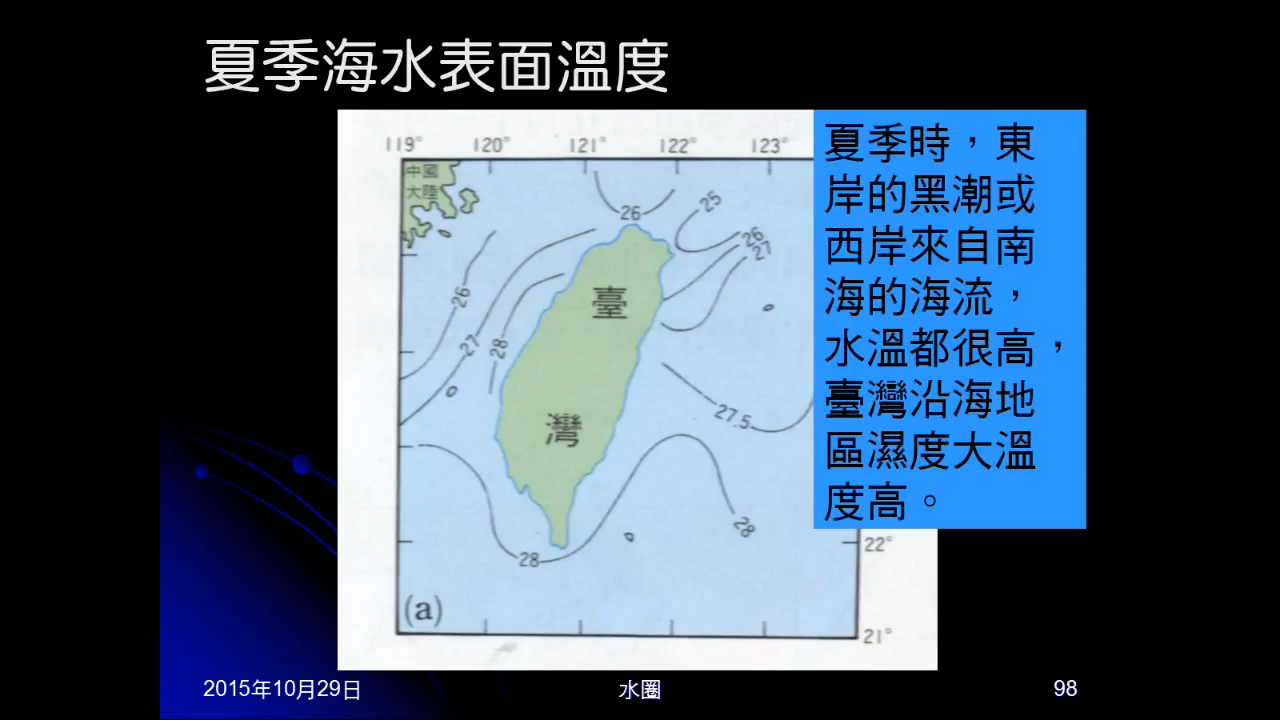 夏季海水表面溫度
119° 120° 121° 122° 123°
中國
大陸
夏季時，東
岸的黑潮或
西岸來自南
海的海流，
水溫都很高，
臺灣沿海地
區濕度大溫
度高。
26
25
26
27
26
27
28
臺
27.5
灣
28
28
22°
(a)
21°
2015年10月29日 水圈 98